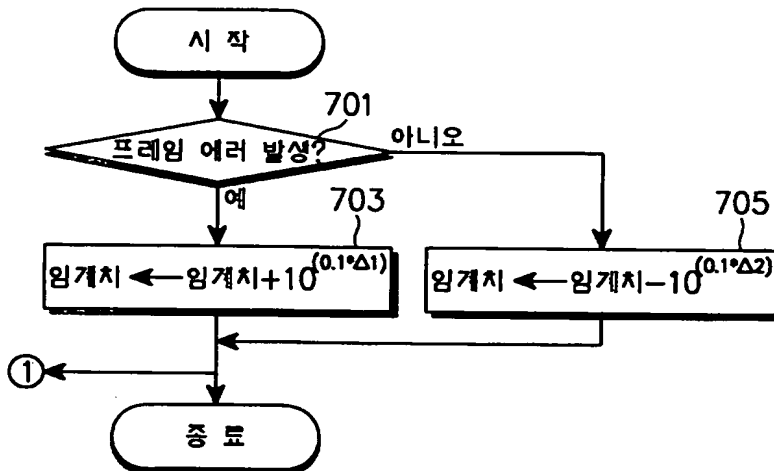 시 작
701
프레임 에러 발생?
아니오
예
703
705
임계치 ← 임계치+10^(0.1*Δ1)
임계치 ← 임계치-10^(0.1*Δ2)
1
종 료